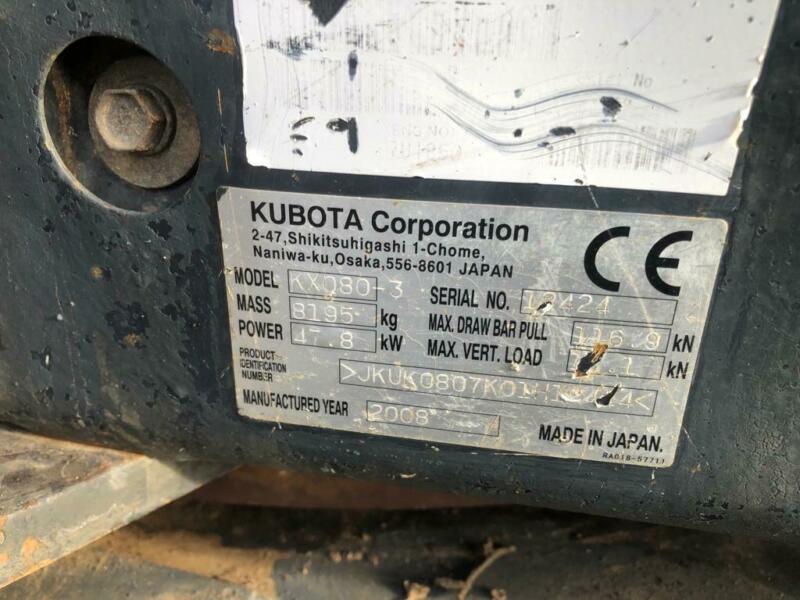 KUBOTA Corporation
2-47,Shikitsuhigashi 1-Chome,
Naniwa-ku,Osaka,556-8601 JAPAN
CE
MODEL KX080-3
MASS 8195 kg
POWER 47.8 kW
SERIAL NO.
MAX. DRAW BAR PULL 116.9 kN
MAX. VERT. LOAD kN
PRODUCT
IDENTIFICATION
NUMBER
MANUFACTURED YEAR 2008
MADE IN JAPAN.